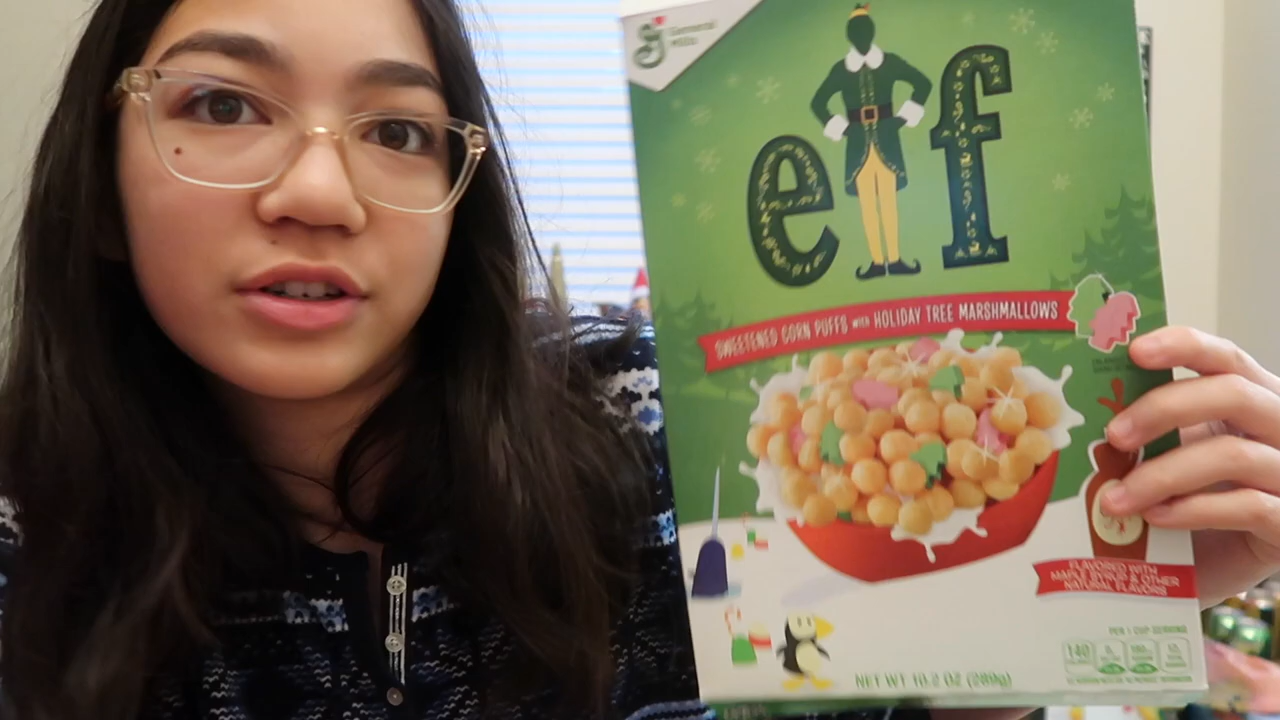 General
Mills
elf
SWEETENED CORN PUFFS with HOLIDAY TREE MARSHMALLOWS
FLAVORED WITH
MAPLE SYRUP & OTHER
NATURAL FLAVORS
PER 1 CUP SERVING
140
NET WT 10.2 OZ (289g)